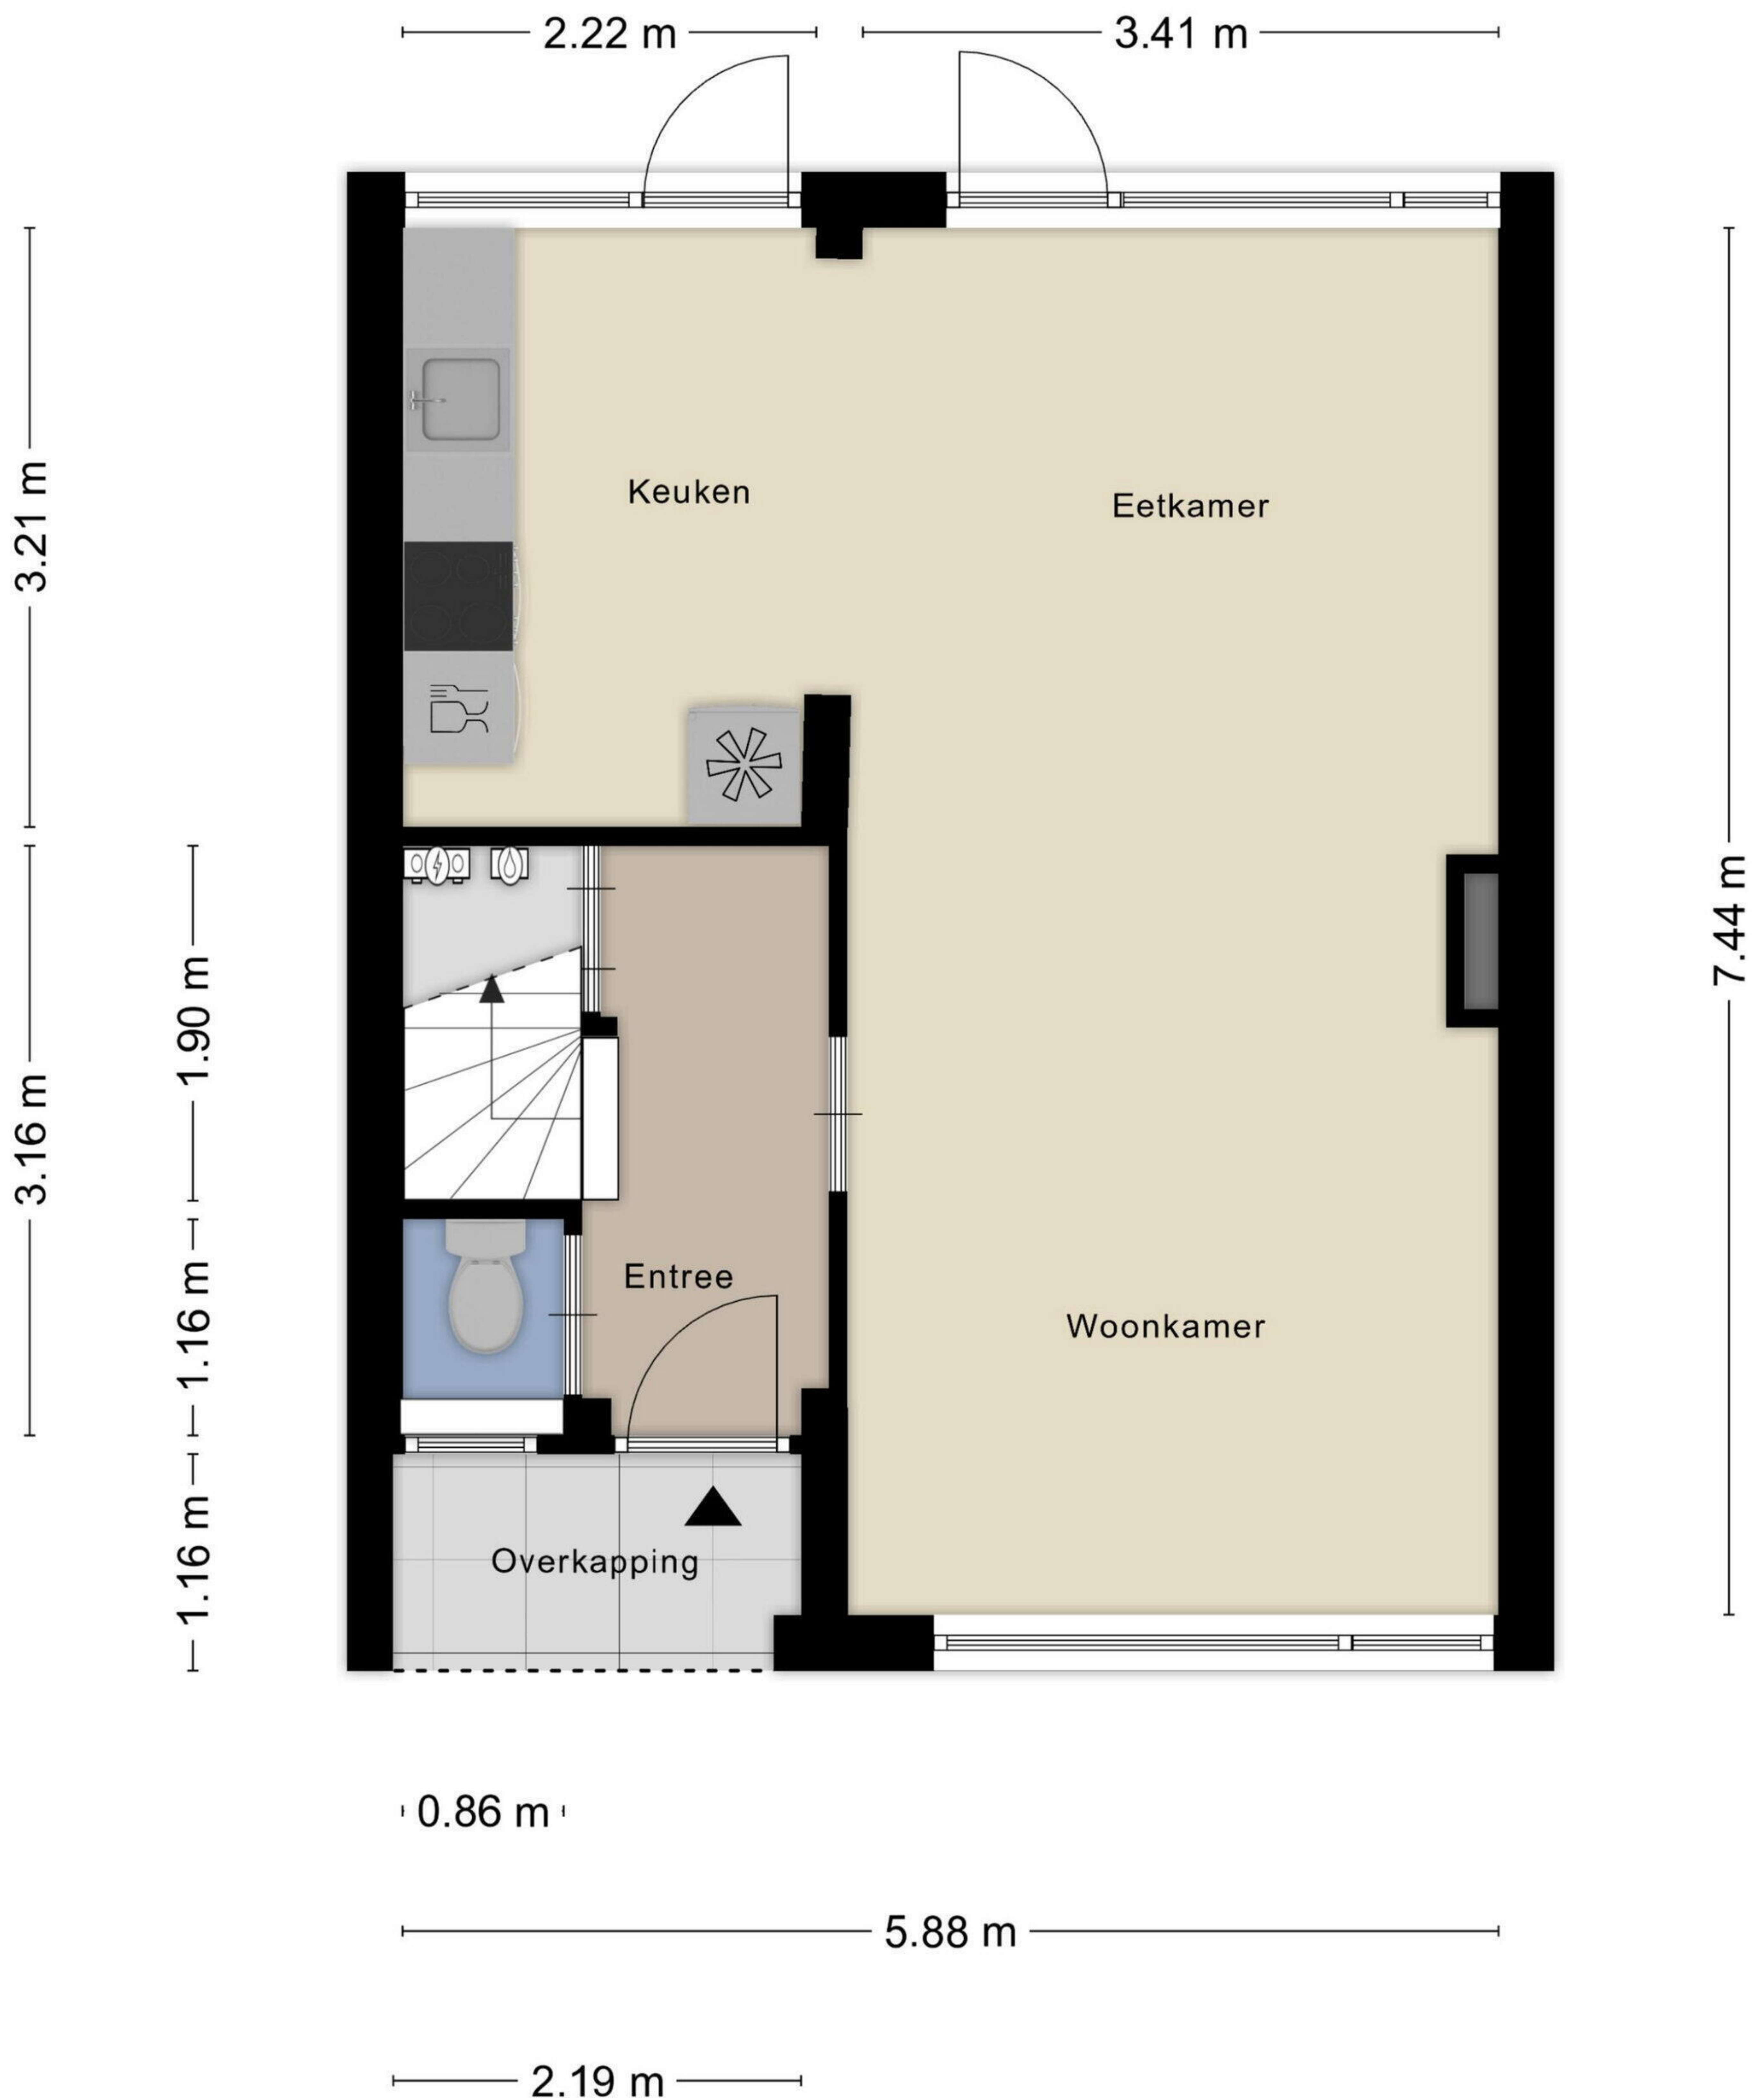 2.22 m
3.41 m
3.21 m
Keuken
Eetkamer
7.44 m
1.90 m
3.16 m
1.16 m
Entree
Woonkamer
1.16 m
Overkapping
0.86 m
5.88 m
2.19 m